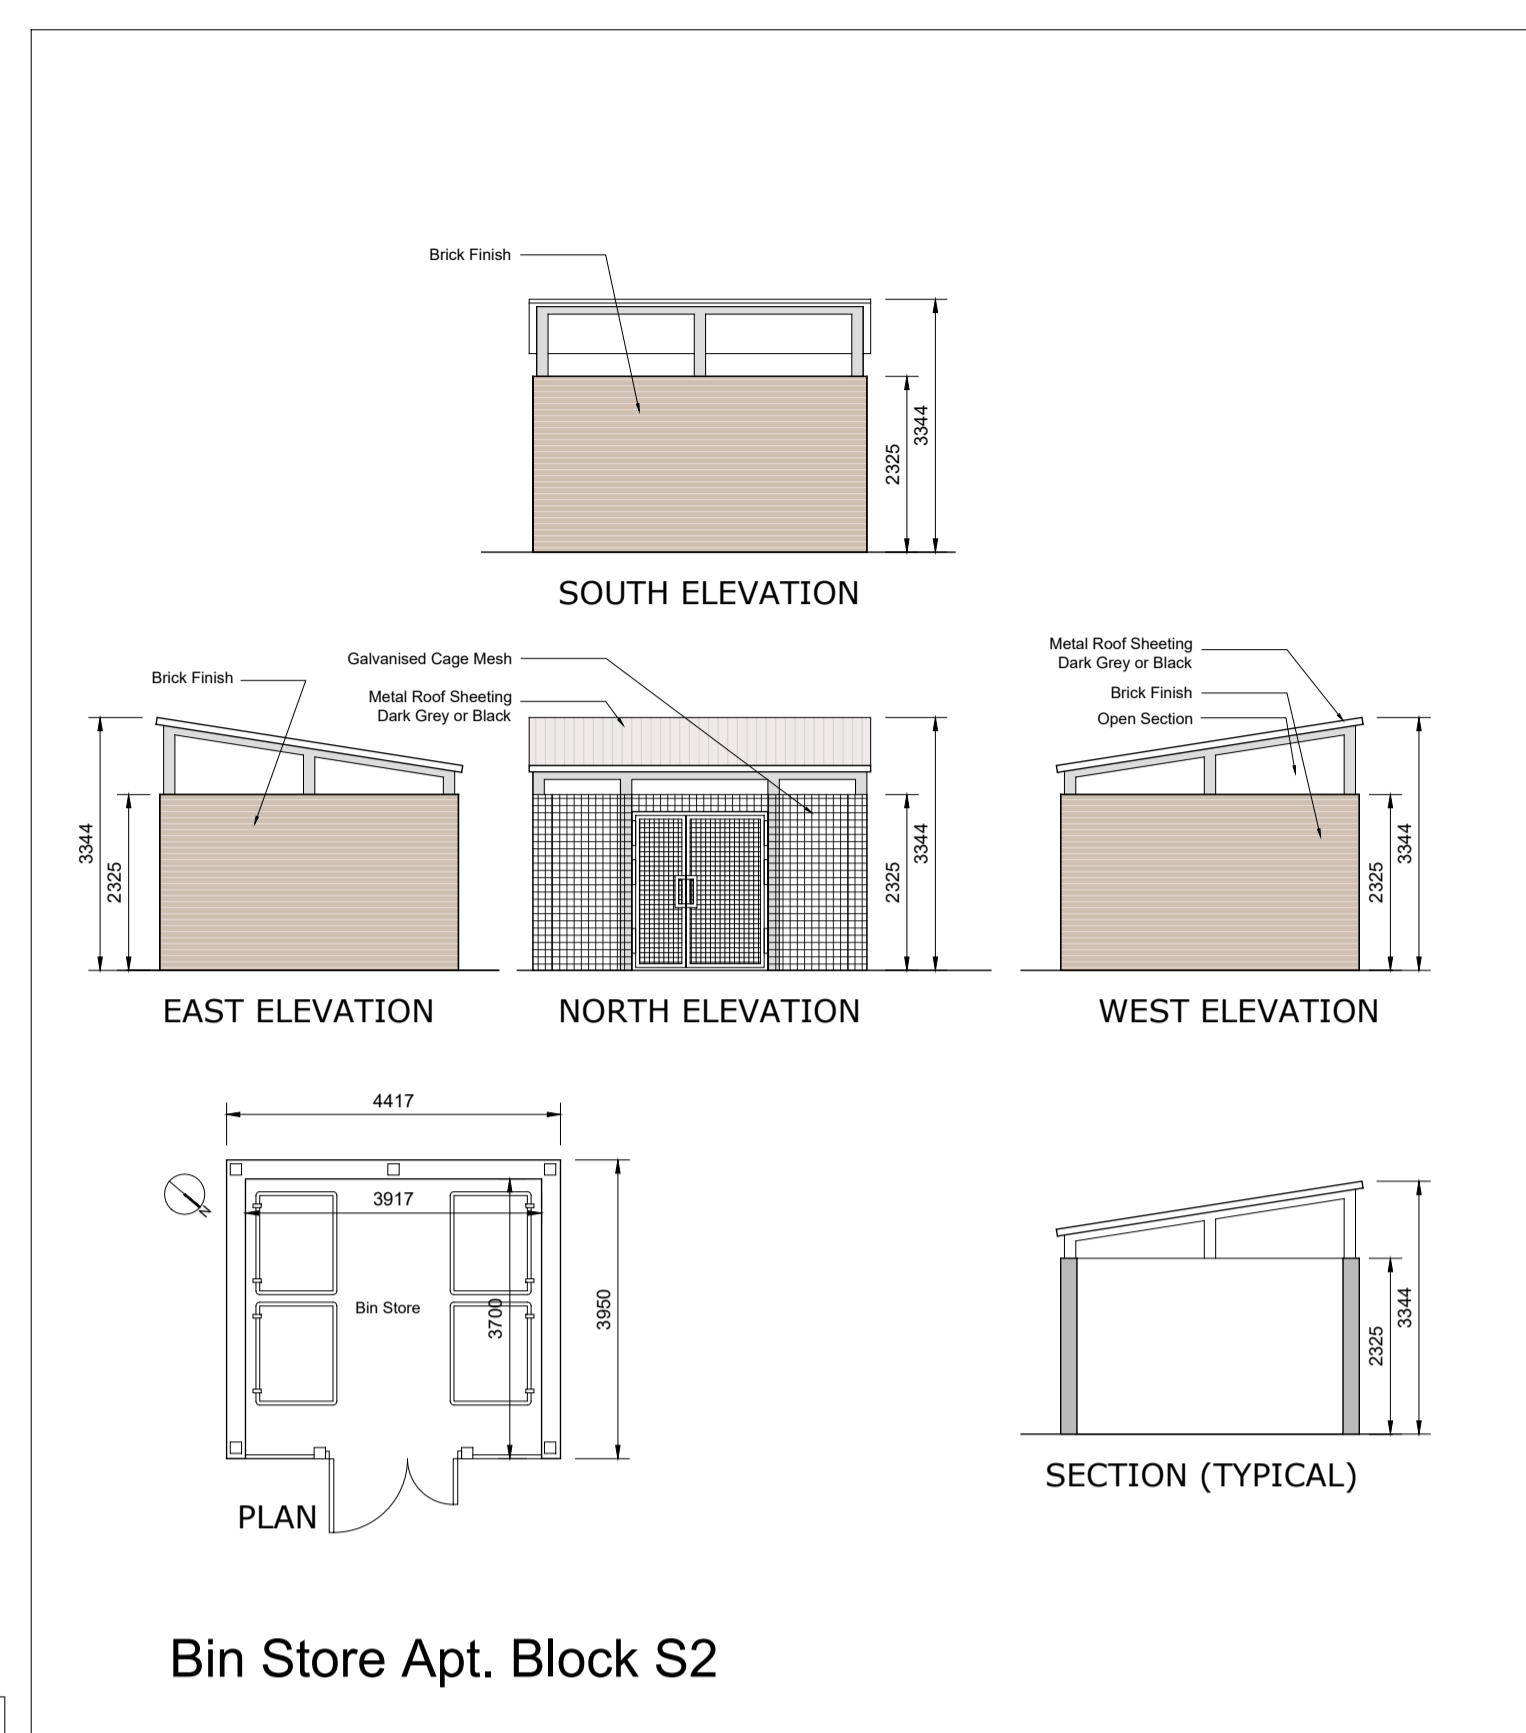 Brick Finish
3344
2325
SOUTH ELEVATION
Brick Finish
3344
2325
EAST ELEVATION
Galvanised Cage Mesh
Metal Roof Sheeting
Dark Grey or Black
2325
3344
NORTH ELEVATION
Metal Roof Sheeting
Dark Grey or Black
Brick Finish
Open Section
2325
3344
WEST ELEVATION
4417
N
3917
Bin Store
3700
3950
PLAN
2325
3344
SECTION (TYPICAL)
Bin Store Apt. Block S2